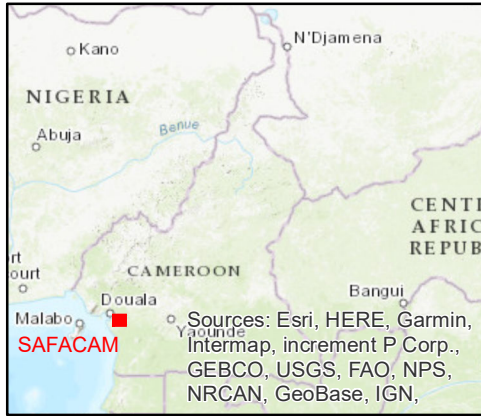 Kano
N'Djamena
NIGERIA
Benue
Abuja
CENT
AFRIC
REPUB
rt
ourt
CAMEROON
Bangui
Douala
Malabo
Yaounde
SAFACAM
Sources: Esri, HERE, Garmin,
Intermap, increment P Corp.,
GEBCO, USGS, FAO, NPS,
NRCAN, GeoBase, IGN,